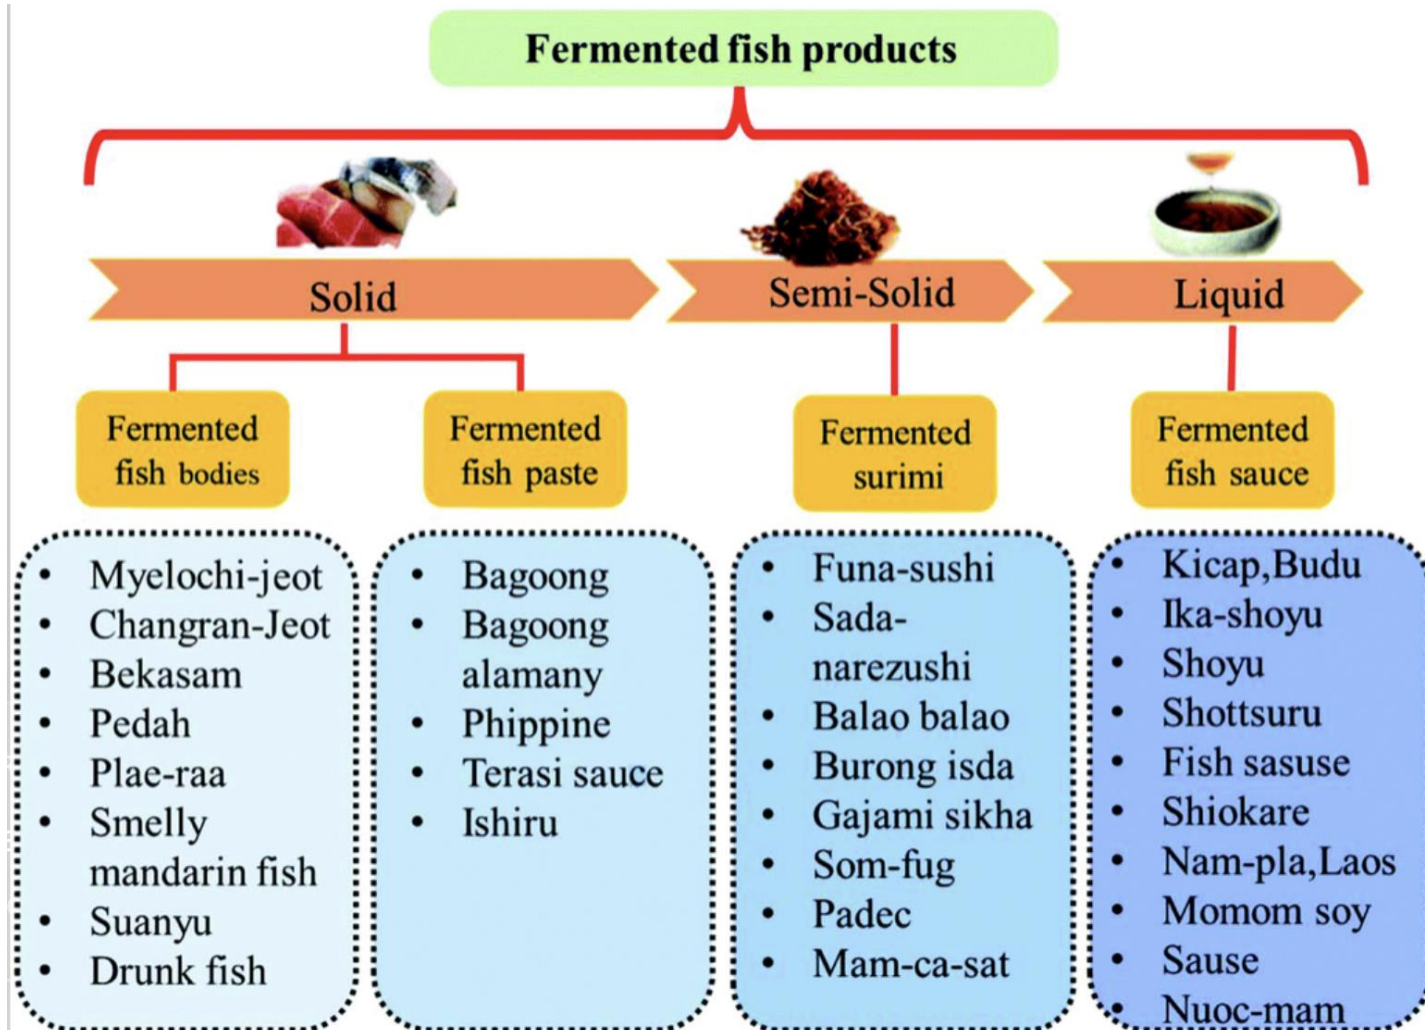 Fermented fish products
Solid
Semi-Solid
Liquid
Fermented
fish bodies
Fermented
fish paste
Fermented
surimi
Fermented
fish sauce
• Myelochi-jeot
• Changran-Jeot
• Bekasam
• Pedah
• Plae-raa
• Smelly
mandarin fish
• Suanyu
• Drunk fish
• Bagoong
• Bagoong
alamany
• Phippine
• Terasi sauce
• Ishiru
• Funa-sushi
• Sada-
narezushi
• Balao balao
• Burong isda
• Gajami sikha
• Som-fug
• Padec
• Mam-ca-sat
• Kicap,Budu
• Ika-shoyu
• Shoyu
• Shottsuru
• Fish sasuse
• Shiokare
• Nam-pla,Laos
• Momom soy
• Sause
• Nuoc-mam